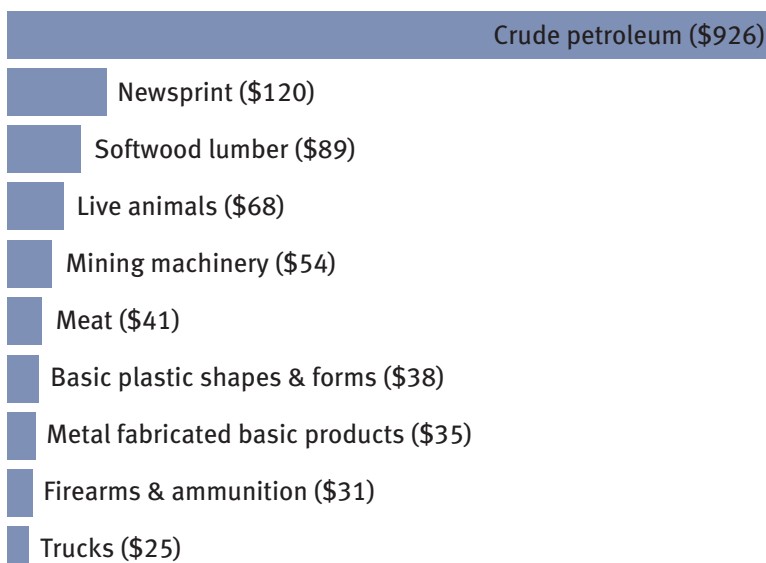 Crude petroleum ($926)
Newsprint ($120)
Softwood lumber ($89)
Live animals ($68)
Mining machinery ($54)
Meat ($41)
Basic plastic shapes & forms ($38)
Metal fabricated basic products ($35)
Firearms & ammunition ($31)
Trucks ($25)